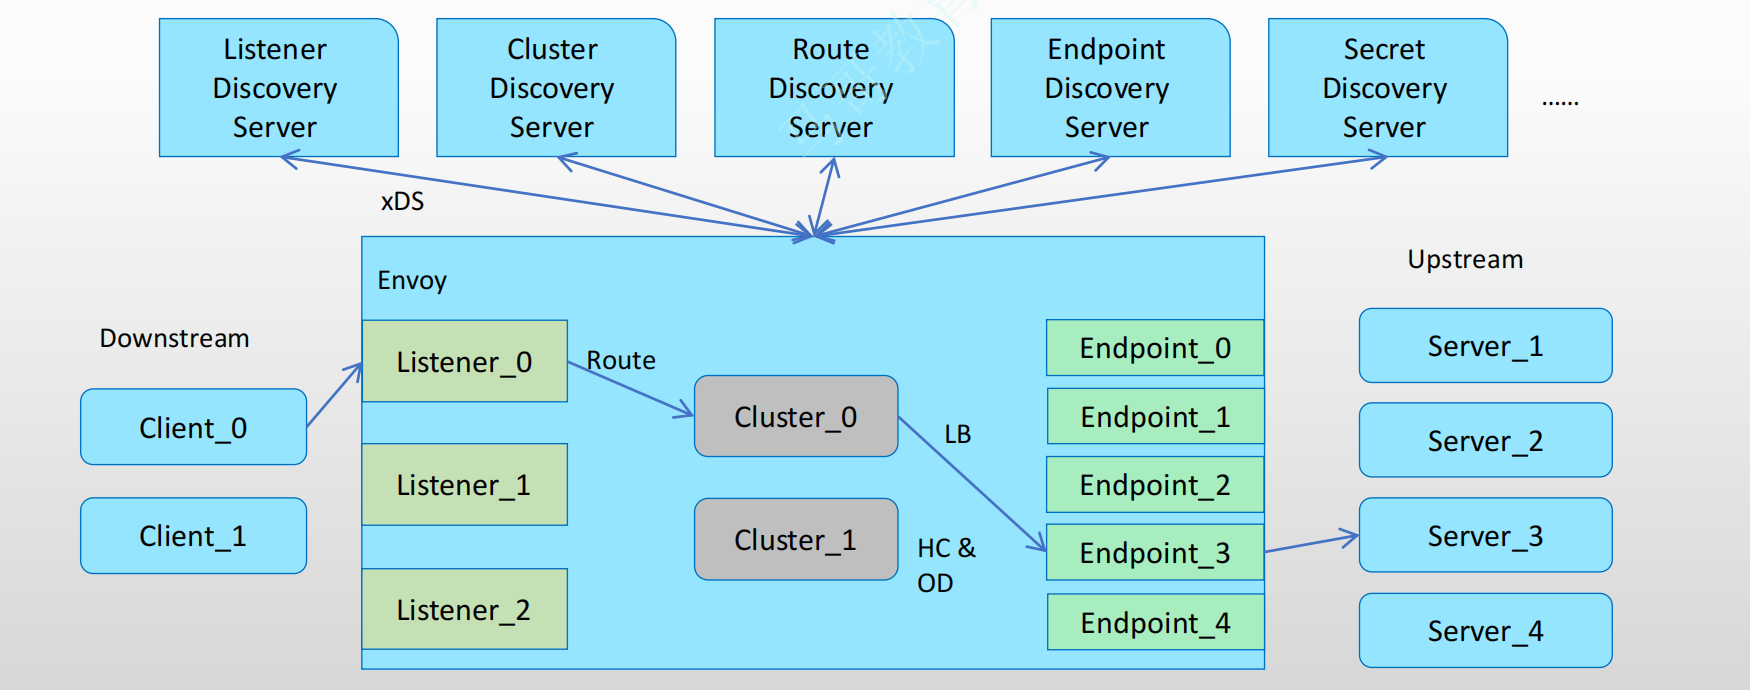 Listener
Discovery
Server
Cluster
Discovery
Server
Route
Discovery
Server
Endpoint
Discovery
Server
Secret
Discovery
Server
......
xDS
Envoy
Upstream
Downstream
Listener_0
Route
Endpoint_0
Server_1
Client_0
Cluster_0
LB
Endpoint_1
Server_2
Listener_1
Endpoint_2
Client_1
Cluster_1
HC &
OD
Endpoint_3
Server_3
Listener_2
Endpoint_4
Server_4